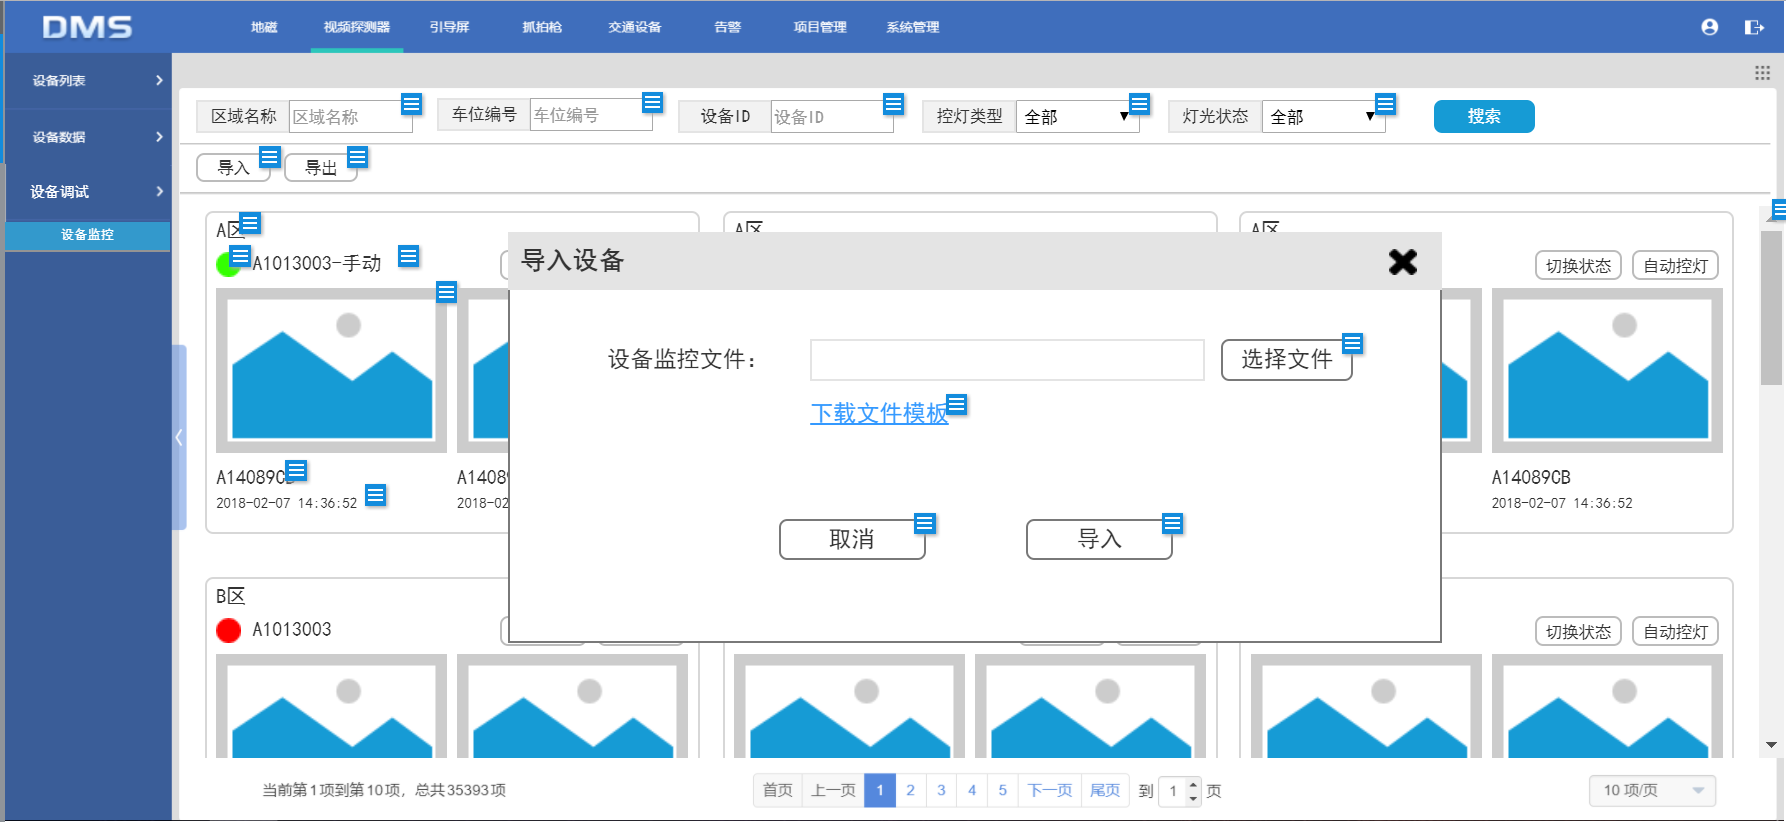 DMS 地磁 视频探测器 引导屏 抓拍枪 交通设备 告警 项目管理 系统管理
设备列表
设备数据
设备调试
设备监控
区域名称 区域名称 车位编号 车位编号 设备ID 设备ID 控灯类型 全部 灯光状态 全部 搜索
导入 导出
A区 A区 A区
A1013003-手动 切换状态 自动控灯
导入设备
设备监控文件： 选择文件
下载文件模板
取消 导入
A14089CB A1408 A14089CB
2018-02-07 14:36:52 2018-02 2018-02-07 14:36:52
B区
A1013003 切换状态 自动控灯
当前第1项到第10项，总共35393项 首页 上一页 1 2 3 4 5 下一页 尾页 到 1 页 10 项/页